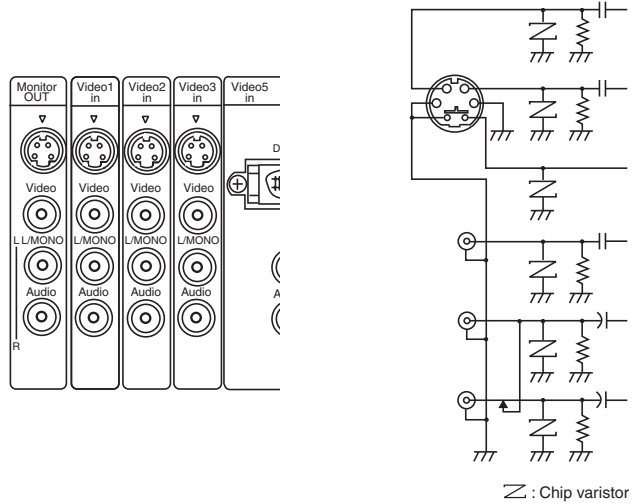 Monitor OUT
Video1 in
Video2 in
Video3 in
Video5 in
D
Video Video Video Video
L L/MONO L/MONO L/MONO L/MONO
Audio Audio Audio Audio A
R
: Chip varistor